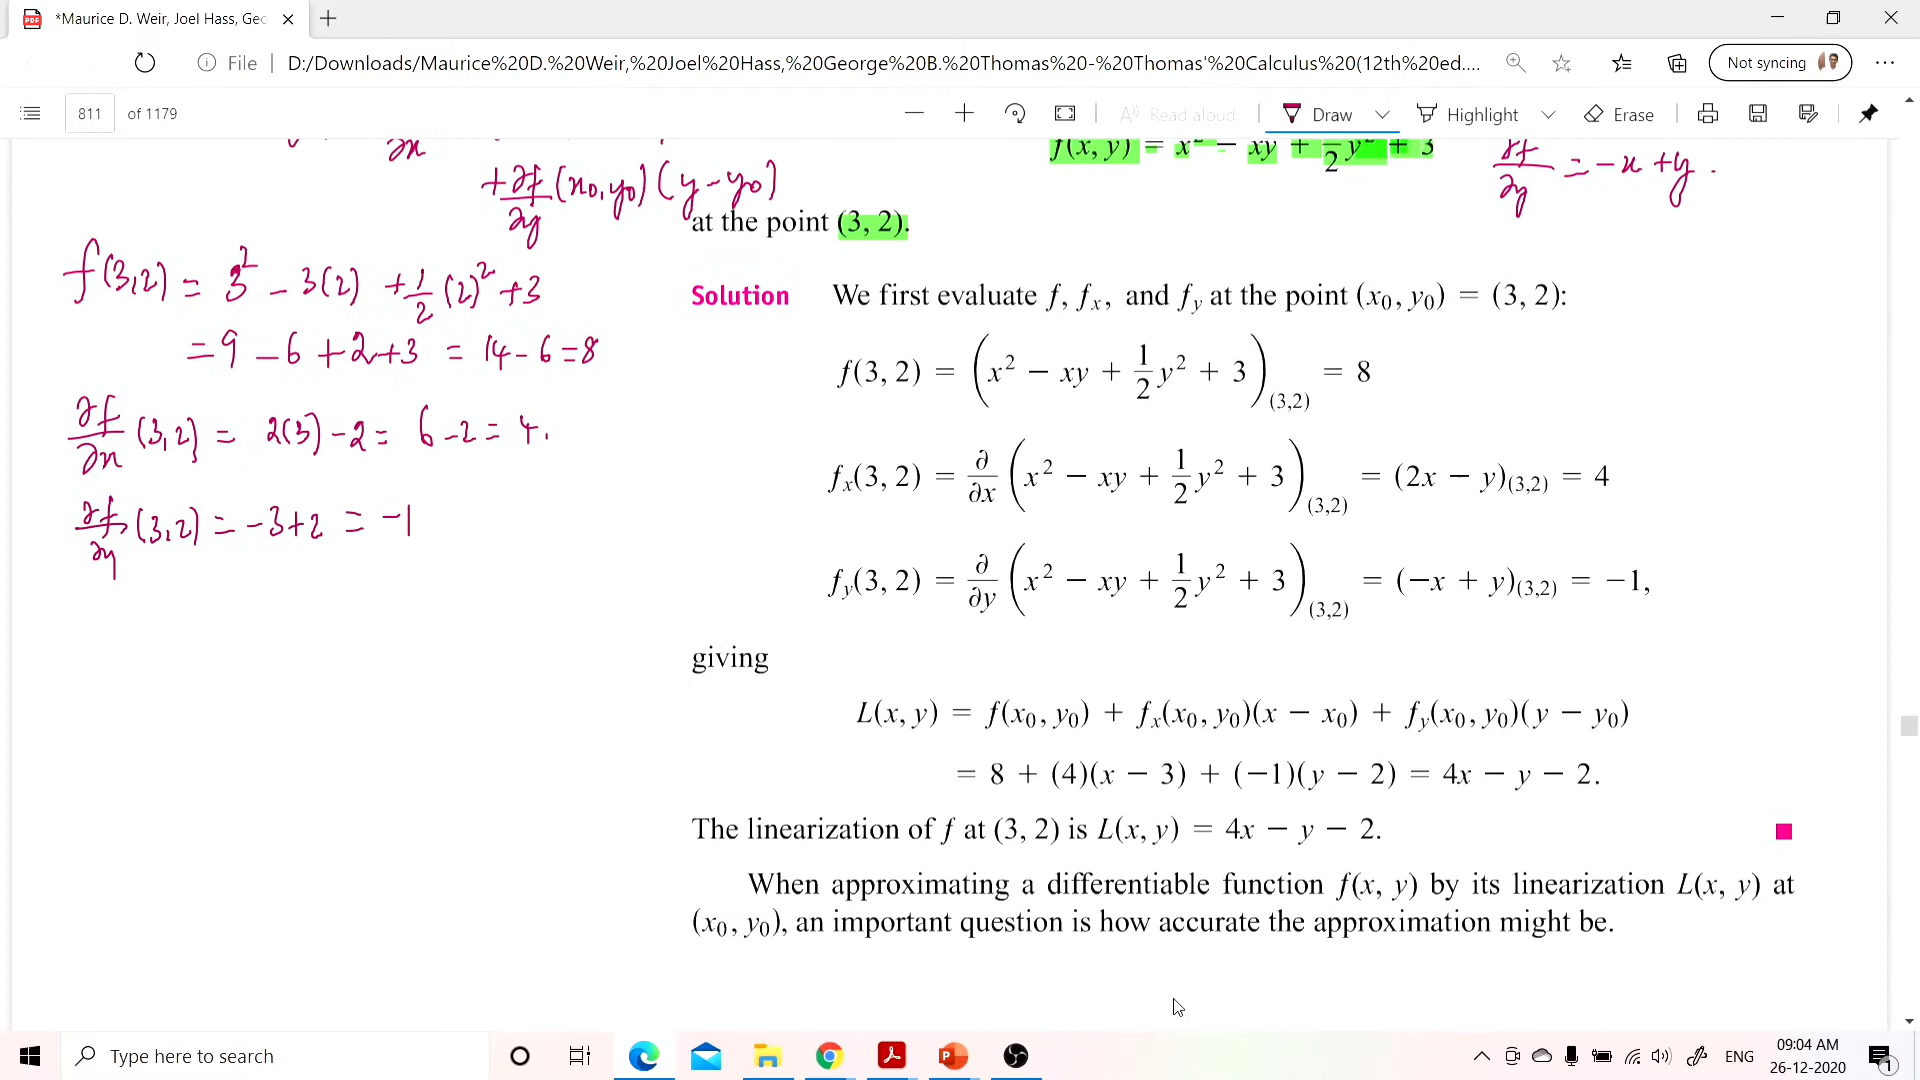 *Maurice D. Weir, Joel Hass, Geo
File
D:/Downloads/Maurice%20D.%20Weir,%20Joel%20Hass,%20George%20B.%20Thomas%20-%20Thomas'%20Calculus%20(12th%20ed....
Not syncing
811 of 1179
Read aloud
Draw
Highlight
Erase
∂x
+ ∂f/∂y (x₀, y₀) (y − y₀)
f(3,2) = 3² − 3(2) + 1/2 (2)² + 3
= 9 − 6 + 2 + 3 = 14 − 6 = 8
∂f/∂x (3,2) = 2(3) − 2 = 6 − 2 = 4.
∂f/∂y (3,2) = −3+2 = −1
f(x, y) = x² − xy + 1/2 y² + 3
∂f/∂y = −x + y .
at the point (3, 2).
Solution We first evaluate f, fₓ, and f_y at the point (x₀, y₀) = (3, 2):
f(3, 2) = (x² − xy + 1/2 y² + 3)_(3,2) = 8
fₓ(3, 2) = ∂/∂x (x² − xy + 1/2 y² + 3)_(3,2) = (2x − y)_(3,2) = 4
f_y(3, 2) = ∂/∂y (x² − xy + 1/2 y² + 3)_(3,2) = (−x + y)_(3,2) = −1,
giving
L(x, y) = f(x₀, y₀) + fₓ(x₀, y₀)(x − x₀) + f_y(x₀, y₀)(y − y₀)
= 8 + (4)(x − 3) + (−1)(y − 2) = 4x − y − 2.
The linearization of f at (3, 2) is L(x, y) = 4x − y − 2.
When approximating a differentiable function f(x, y) by its linearization L(x, y) at
(x₀, y₀), an important question is how accurate the approximation might be.
Type here to search
ENG
09:04 AM
26-12-2020
1